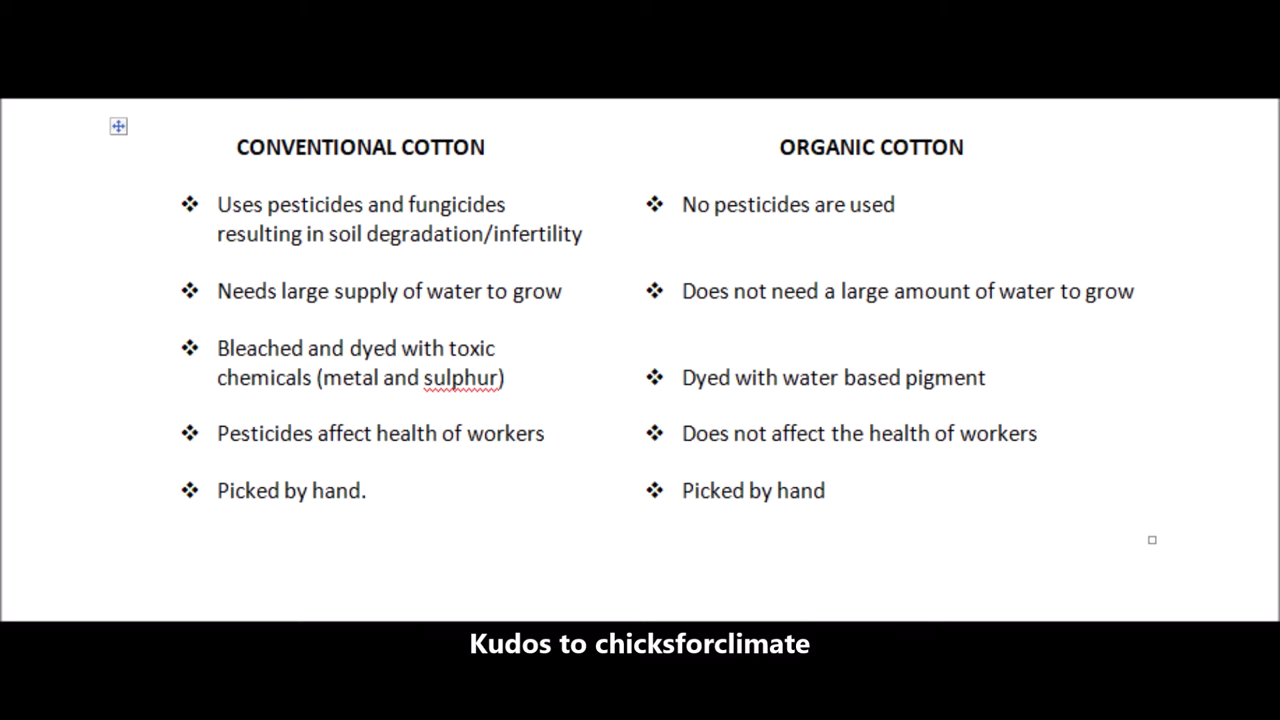 CONVENTIONAL COTTON
Uses pesticides and fungicides
resulting in soil degradation/infertility
Needs large supply of water to grow
Bleached and dyed with toxic
chemicals (metal and sulphur)
Pesticides affect health of workers
Picked by hand.
ORGANIC COTTON
No pesticides are used
Does not need a large amount of water to grow
Dyed with water based pigment
Does not affect the health of workers
Picked by hand
Kudos to chicksforclimate